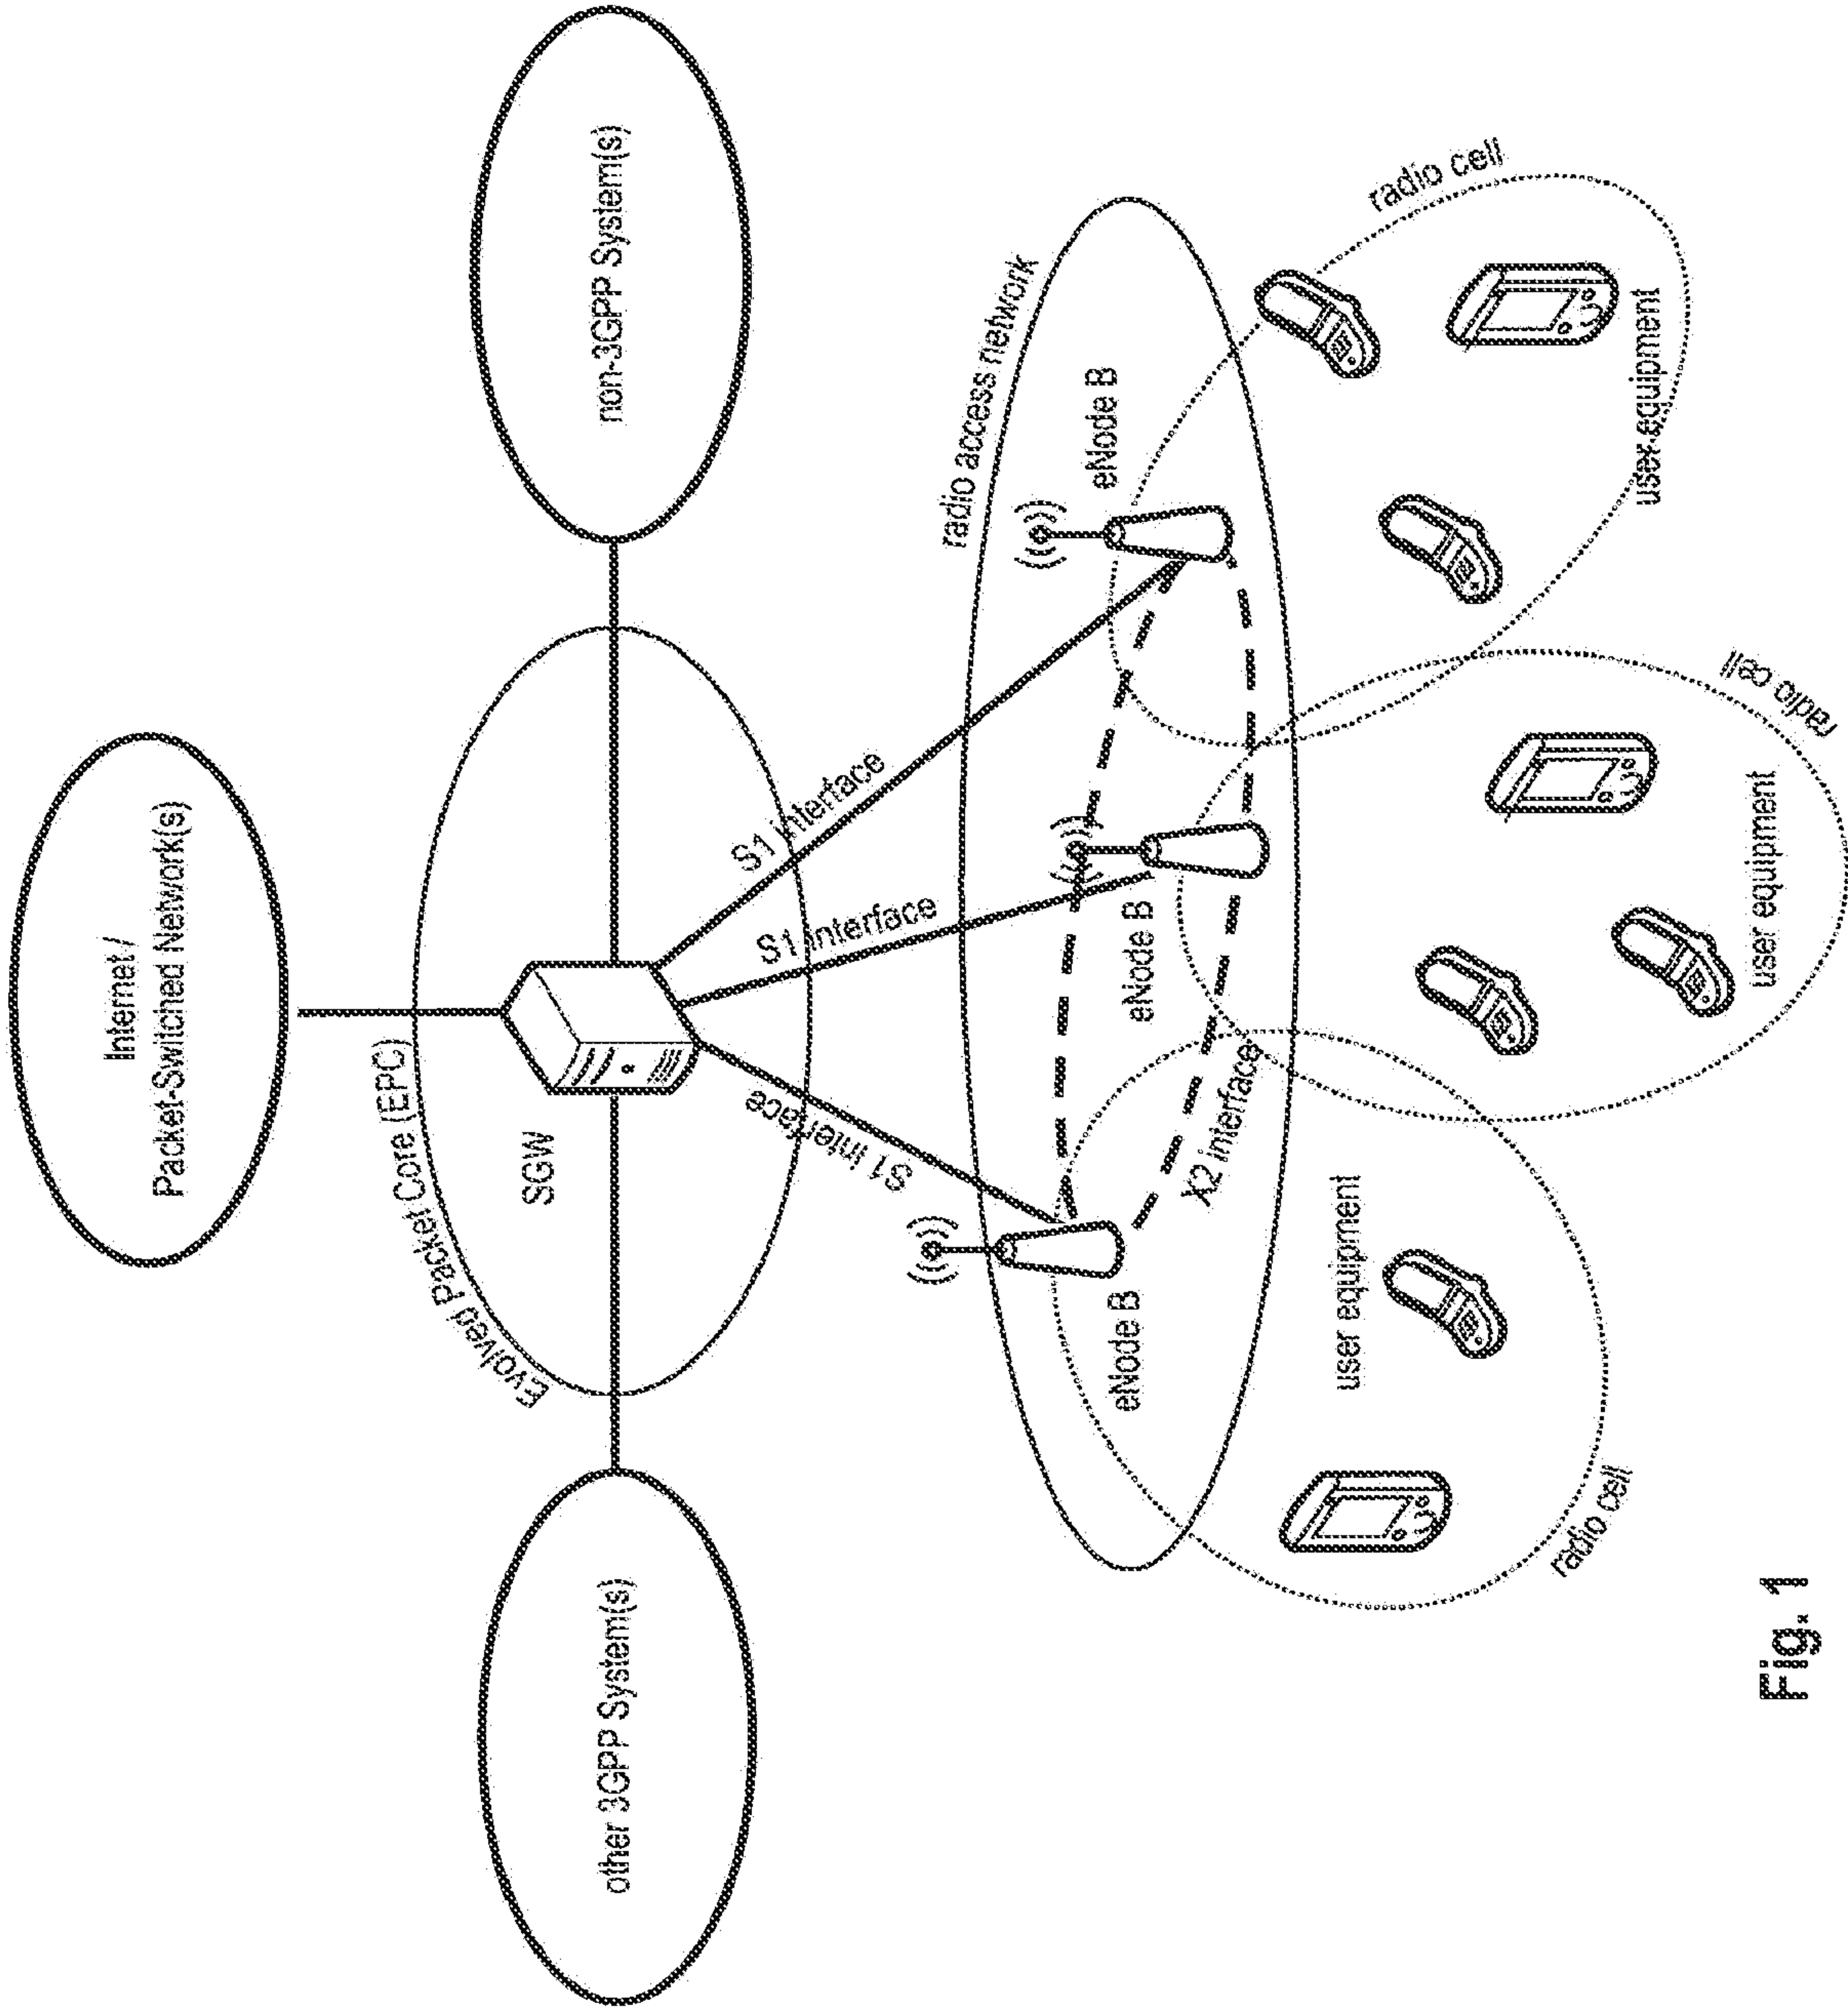 Internet /
Packet-Switched Network(s)
Evolved Packet Core (EPC)
SGW
other 3GPP System(s)
non-3GPP System(s)
S1 interface
S1 interface
S1 interface
radio access network
eNode B
eNode B
eNode B
X2 interface
radio cell
user equipment
radio cell
user equipment
radio cell
user equipment
Fig. 1